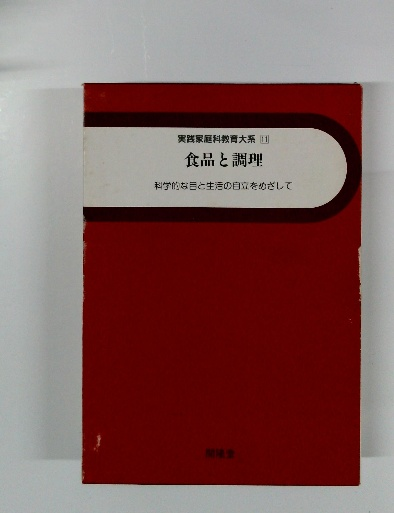 実践家庭科教育大系 11
食品と調理
科学的な目と生活の自立をめざして